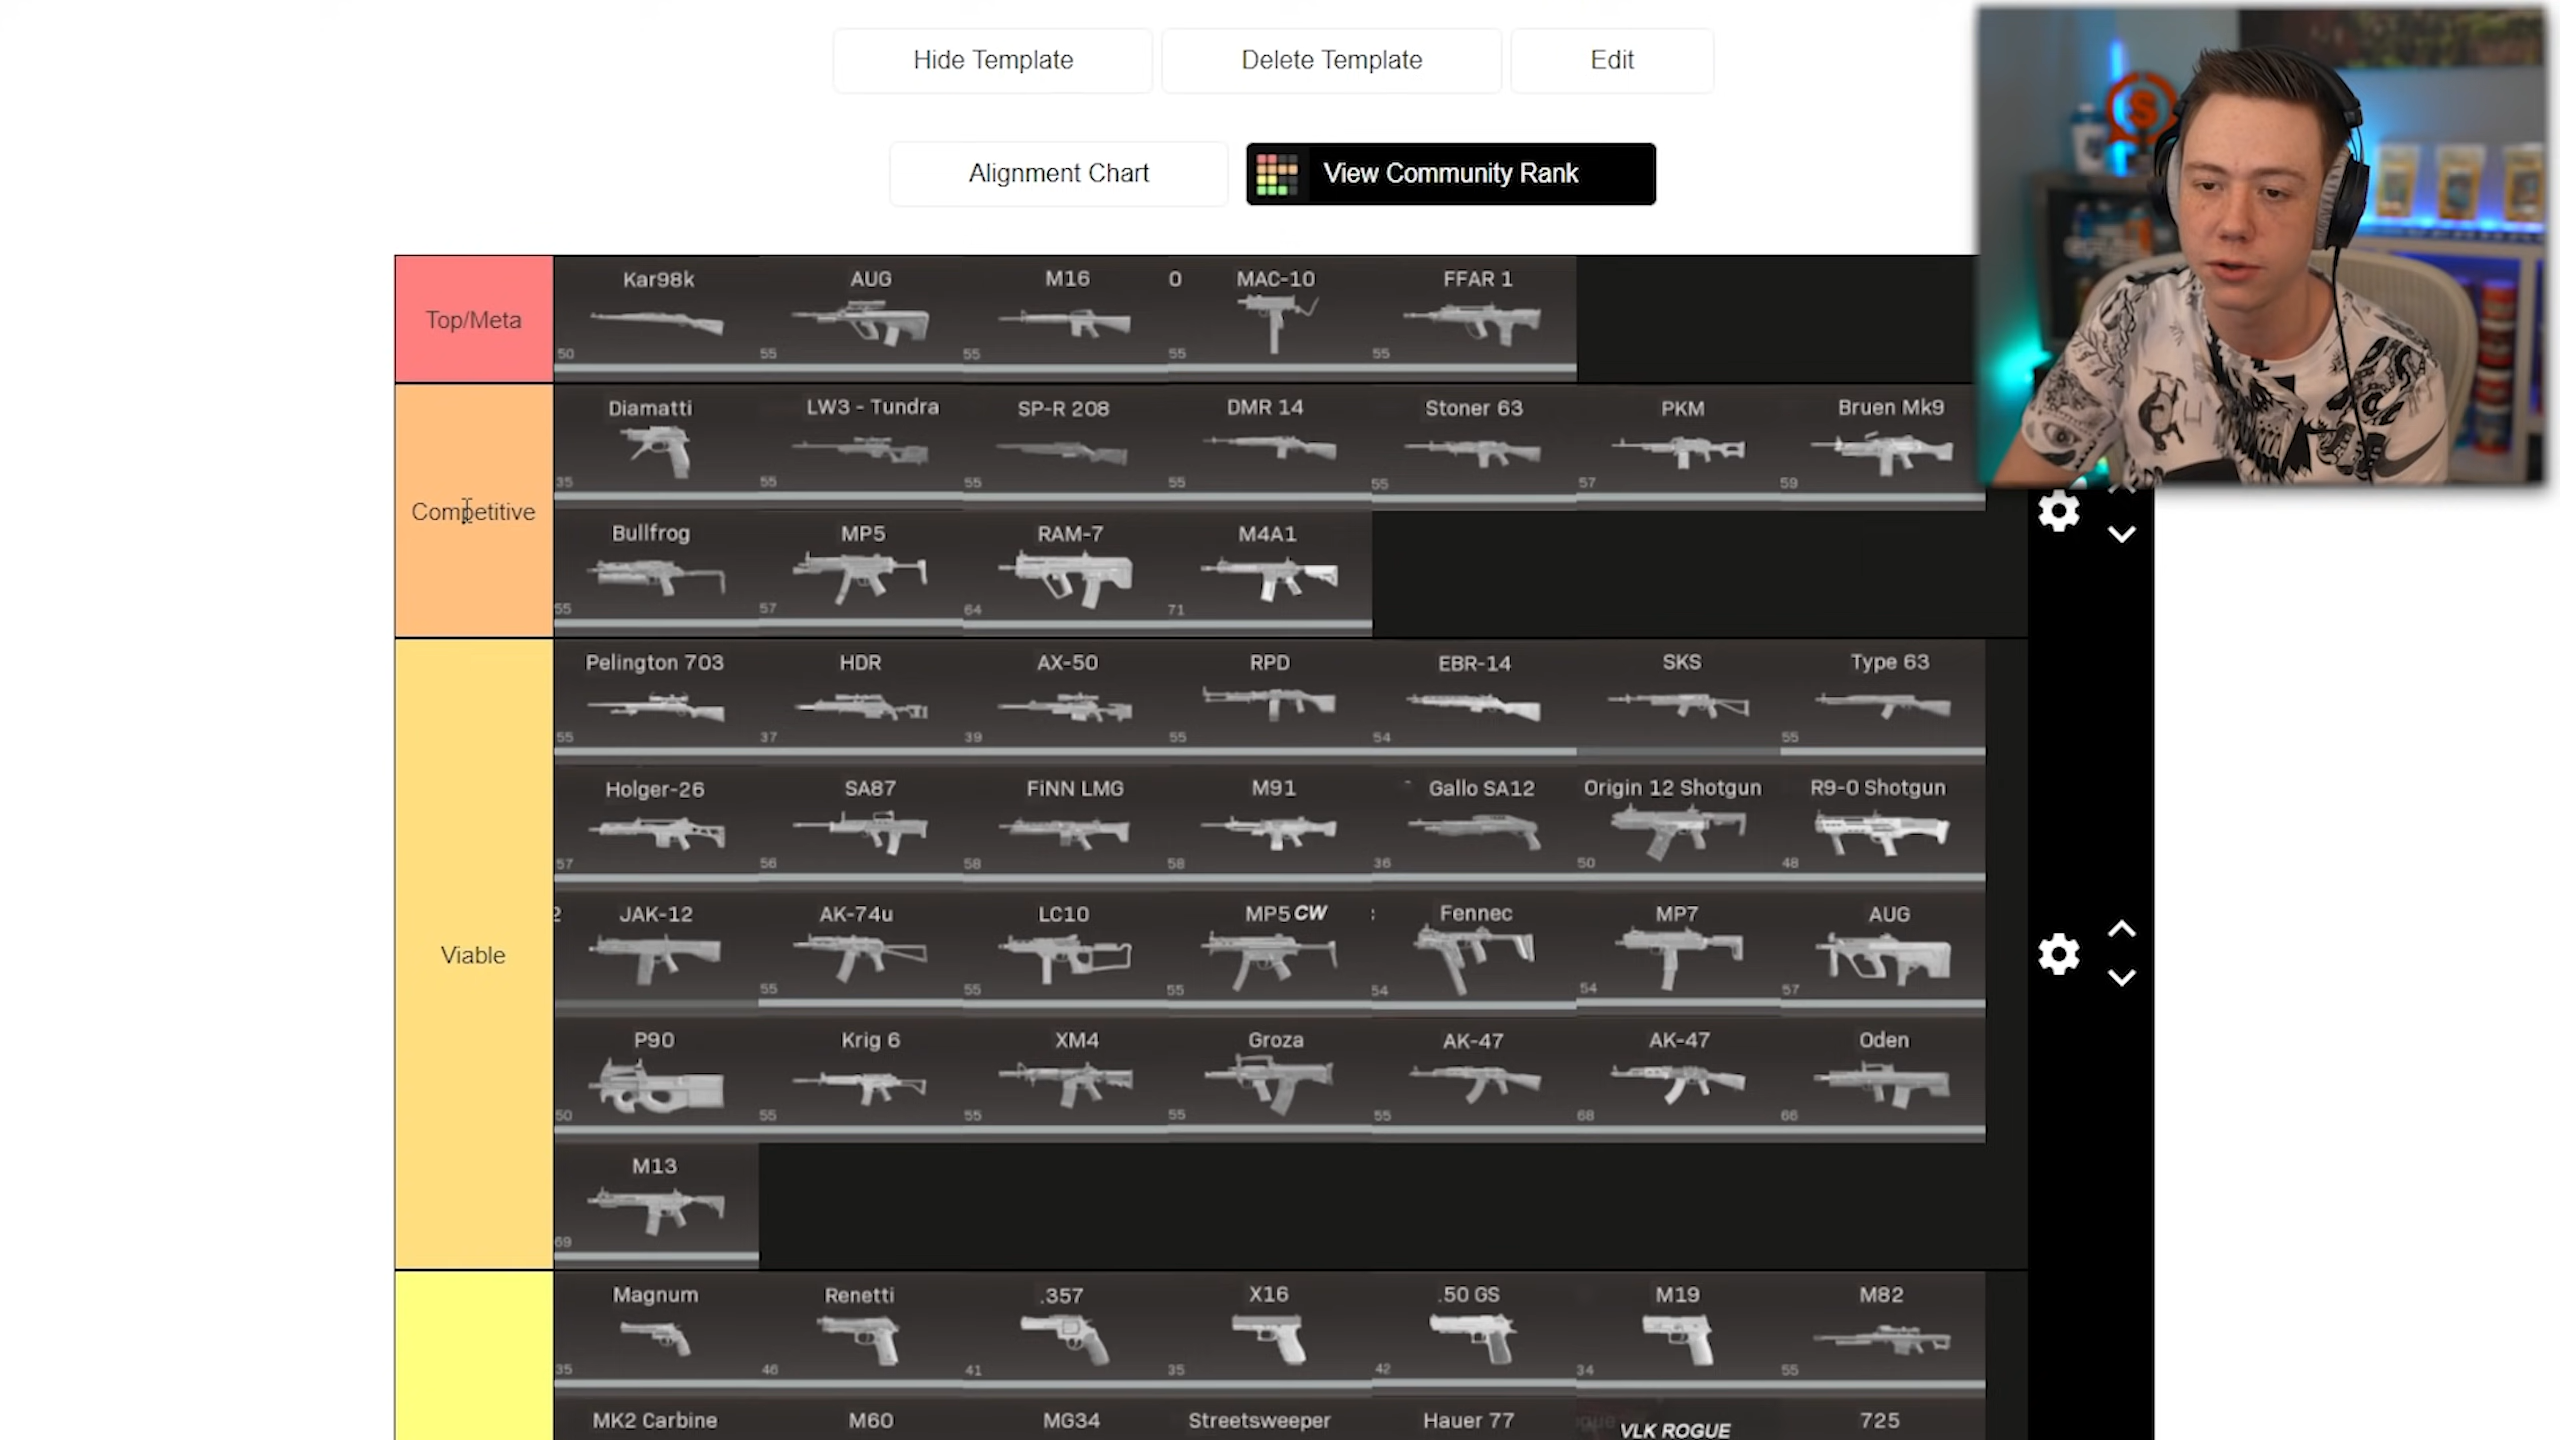 Hide Template Delete Template Edit
Alignment Chart View Community Rank
Top/Meta
Kar98k AUG M16 0 MAC-10 FFAR 1
50 55 55 55 55
Competitive
Diamatti LW3 - Tundra SP-R 208 DMR 14 Stoner 63 PKM Bruen Mk9
35 55 55 55 55 57 59
Bullfrog MP5 RAM-7 M4A1
55 57 64 71
Viable
Pelington 703 HDR AX-50 RPD EBR-14 SKS Type 63
55 37 39 55 54 55
Holger-26 SA87 FiNN LMG M91 Gallo SA12 Origin 12 Shotgun R9-0 Shotgun
57 56 58 58 36 50 48
2 JAK-12 AK-74u LC10 MP5 CW Fennec MP7 AUG
55 55 55 54 54 57
P90 Krig 6 XM4 Groza AK-47 AK-47 Oden
50 55 55 55 55 68 66
M13
69
Magnum Renetti .357 X16 .50 GS M19 M82
35 46 41 35 42 34 55
MK2 Carbine M60 MG34 Streetsweeper Hauer 77 VLK ROGUE 725